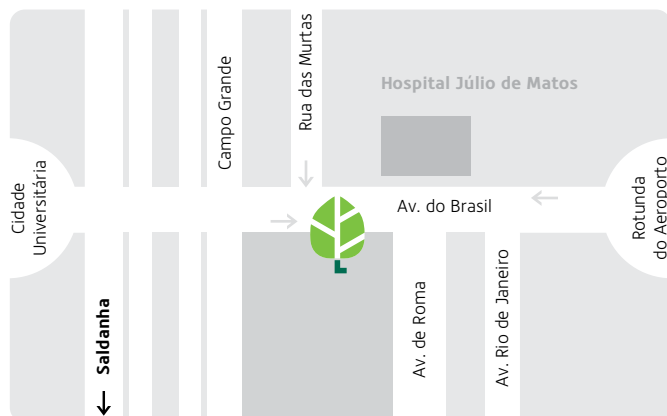 Rua das Murtas
Campo Grande
Hospital Júlio de Matos
Cidade
Universitária
Av. do Brasil
Rotunda
do Aeroporto
Saldanha
Av. de Roma
Av. Rio de Janeiro